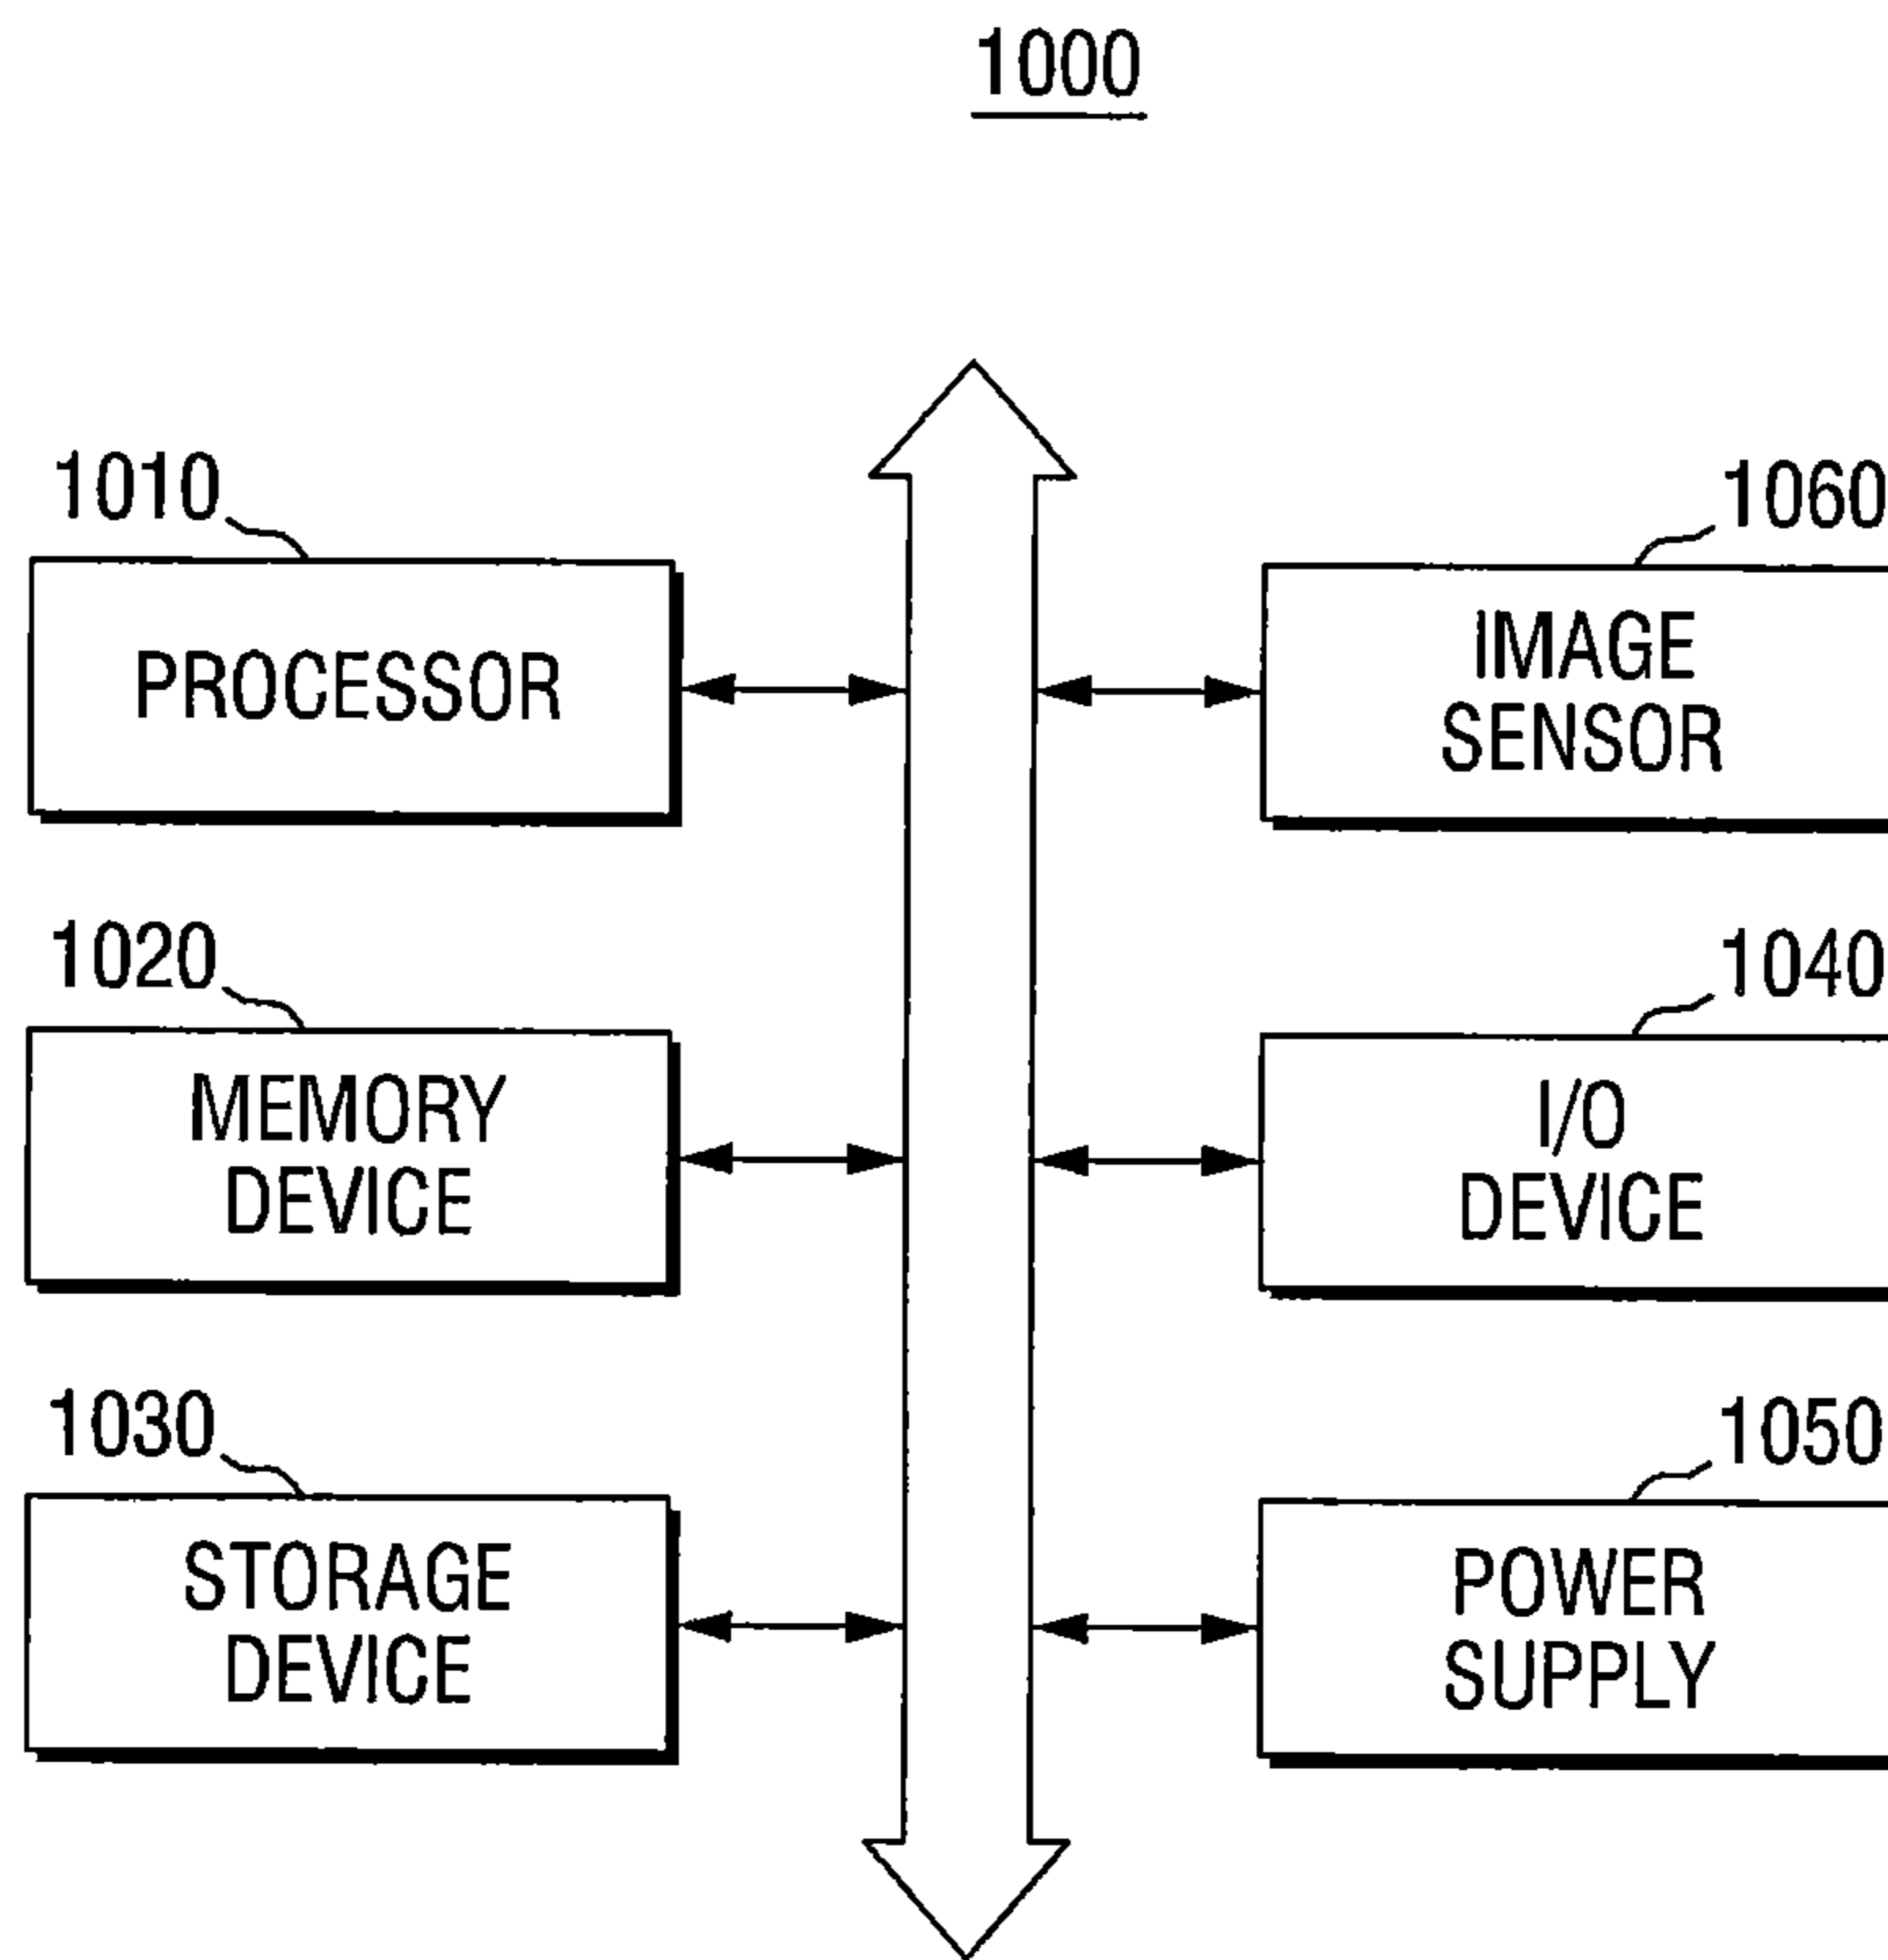 1000
1010
PROCESSOR
1060
IMAGE
SENSOR
1020
MEMORY
DEVICE
1040
I/O
DEVICE
1030
STORAGE
DEVICE
1050
POWER
SUPPLY